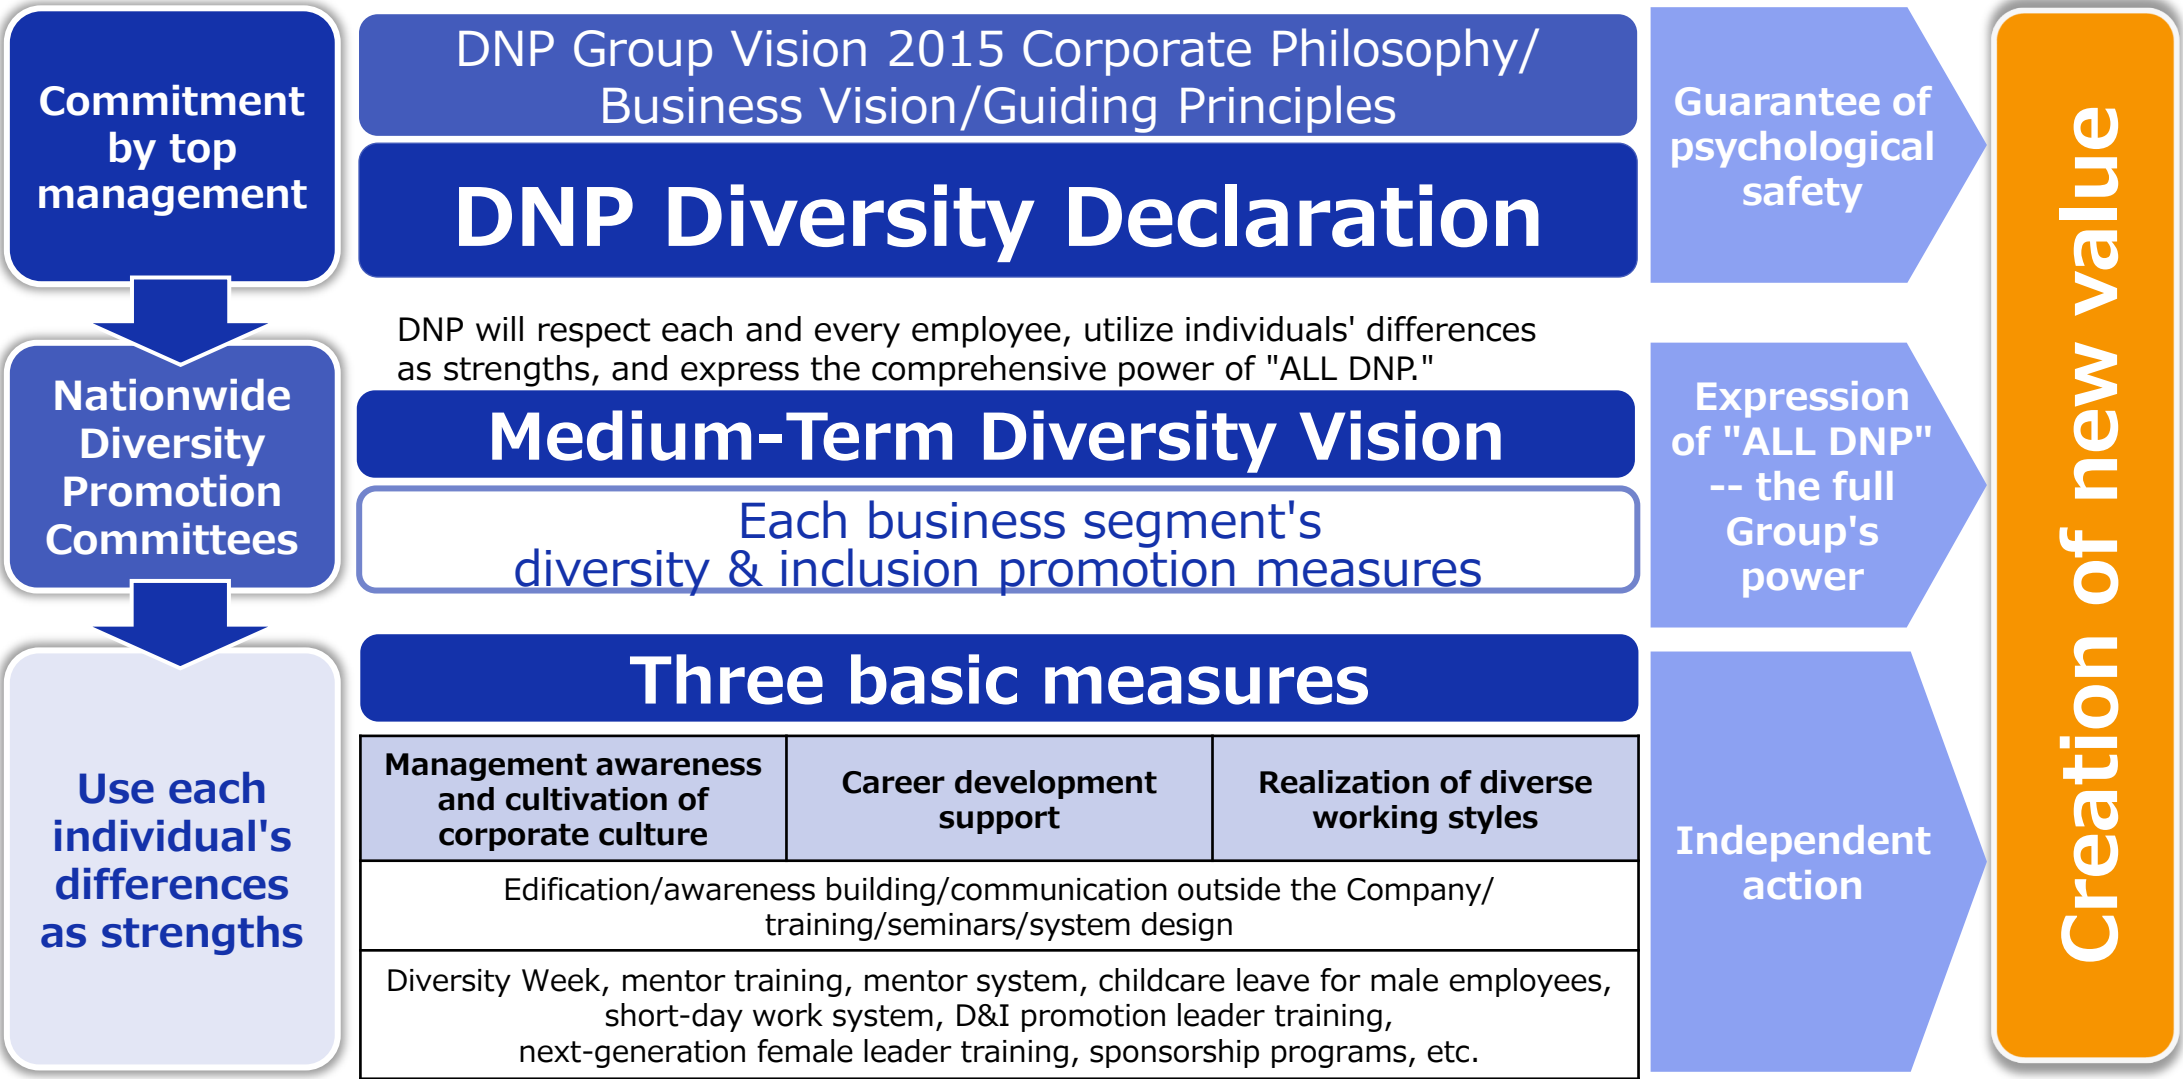 Commitment
by top
management
DNP Group Vision 2015 Corporate Philosophy/
Business Vision/Guiding Principles
DNP Diversity Declaration
Guarantee of
psychological
safety
DNP will respect each and every employee, utilize individuals' differences
as strengths, and express the comprehensive power of "ALL DNP."
Nationwide
Diversity
Promotion
Committees
Medium-Term Diversity Vision
Each business segment's
diversity & inclusion promotion measures
Expression
of "ALL DNP"
-- the full
Group's
power
Use each
individual's
differences
as strengths
Three basic measures
Management awareness
and cultivation of
corporate culture
Career development
support
Realization of diverse
working styles
Edification/awareness building/communication outside the Company/
training/seminars/system design
Diversity Week, mentor training, mentor system, childcare leave for male employees,
short-day work system, D&I promotion leader training,
next-generation female leader training, sponsorship programs, etc.
Independent
action
Creation of new value